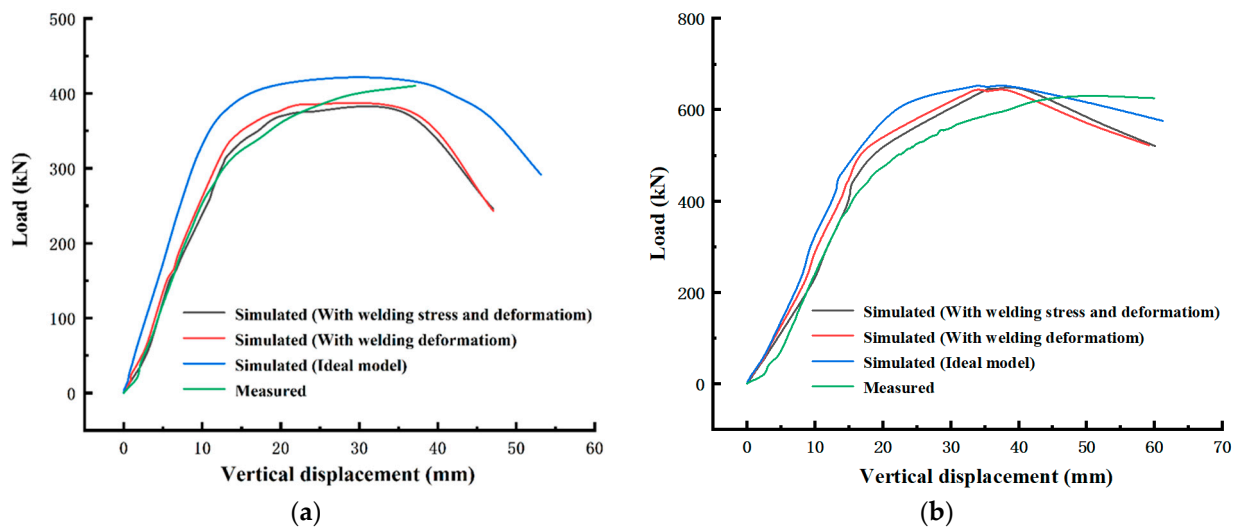 (a)
500
400
300
200
100
0
Load (kN)
Simulated (With welding stress and deformatiom)
Simulated (With welding deformatiom)
Simulated (Ideal model)
Measured
0 10 20 30 40 50 60
Vertical displacement (mm)
(a)
(b)
800
600
400
200
0
Load (kN)
Simulated (With welding stress and deformatiom)
Simulated (With welding deformatiom)
Simulated (Ideal model)
Measured
0 10 20 30 40 50 60 70
Vertical displacement (mm)
(b)